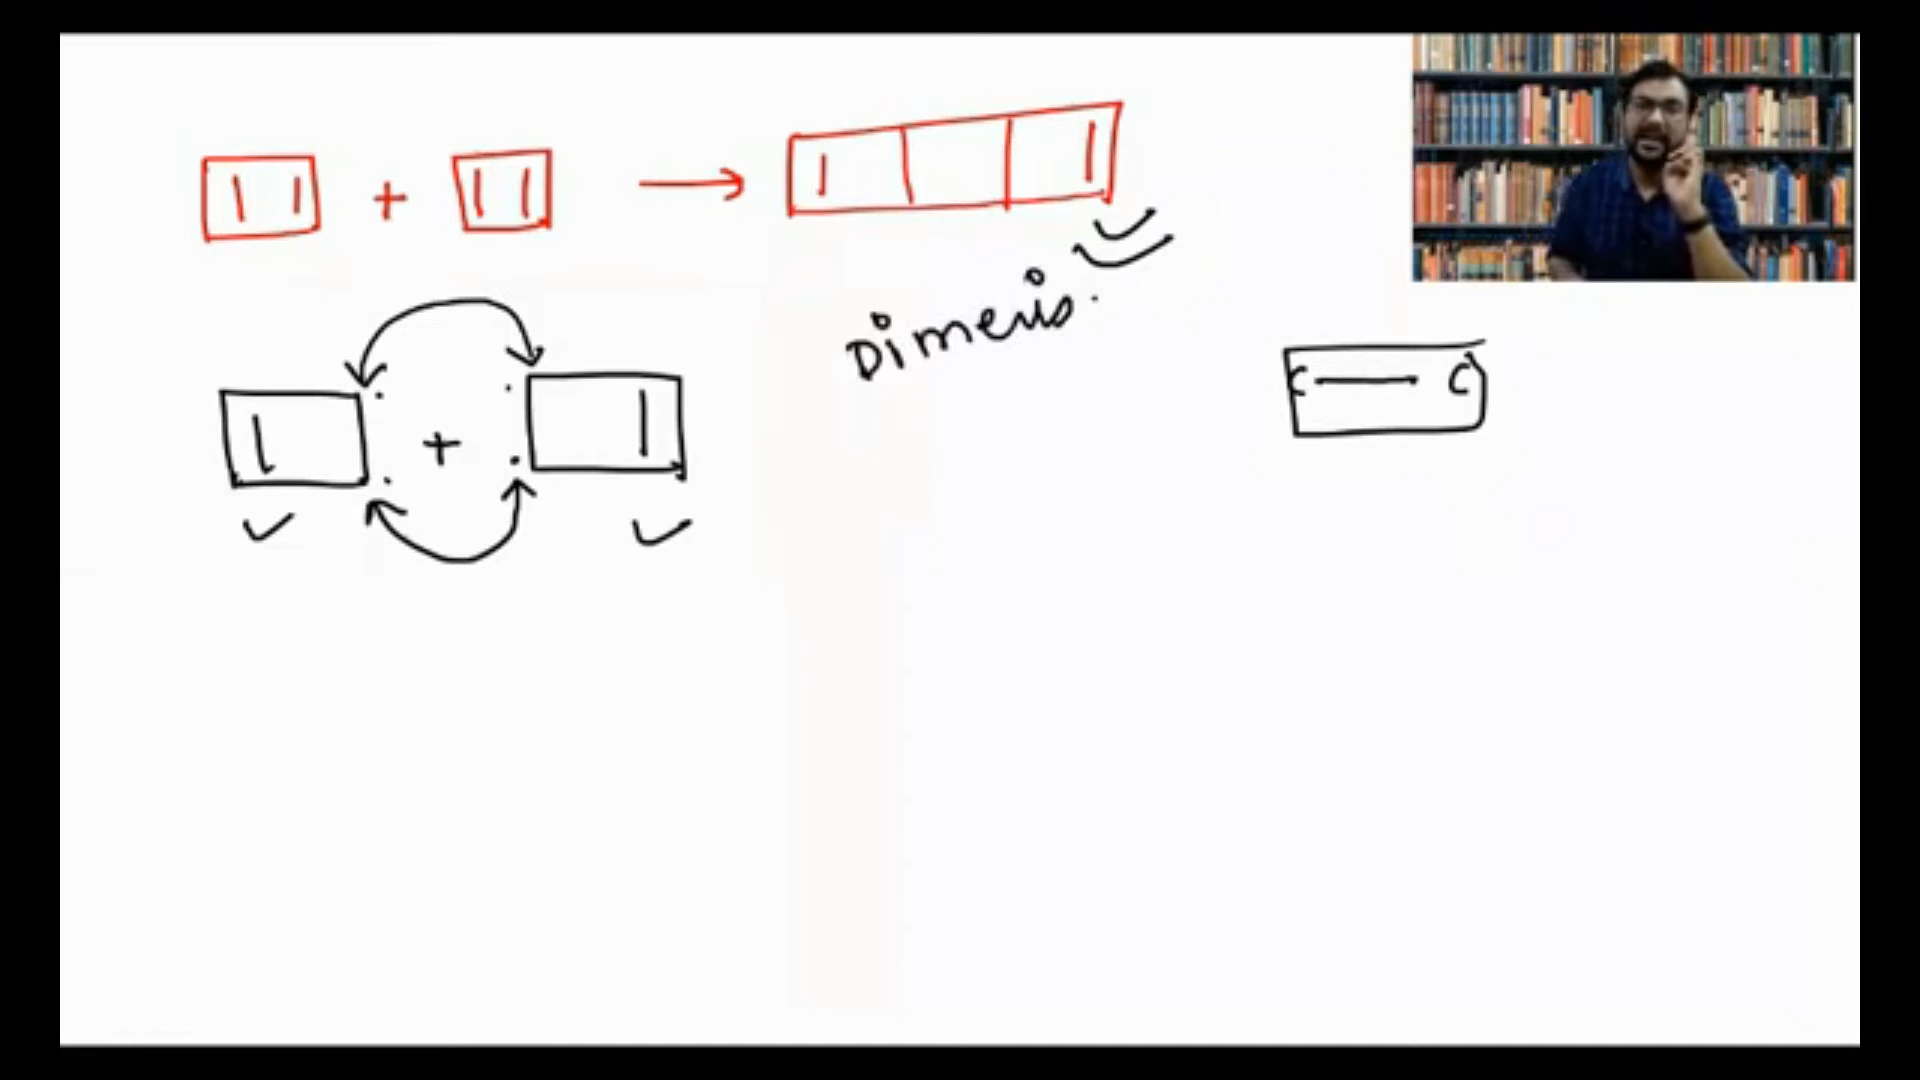 + →
Dimeris.
+
C — C